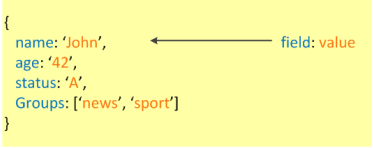 {
name: ‘John’, field: value
age: ‘42’,
status: ‘A’,
Groups: [‘news’, ‘sport’]
}